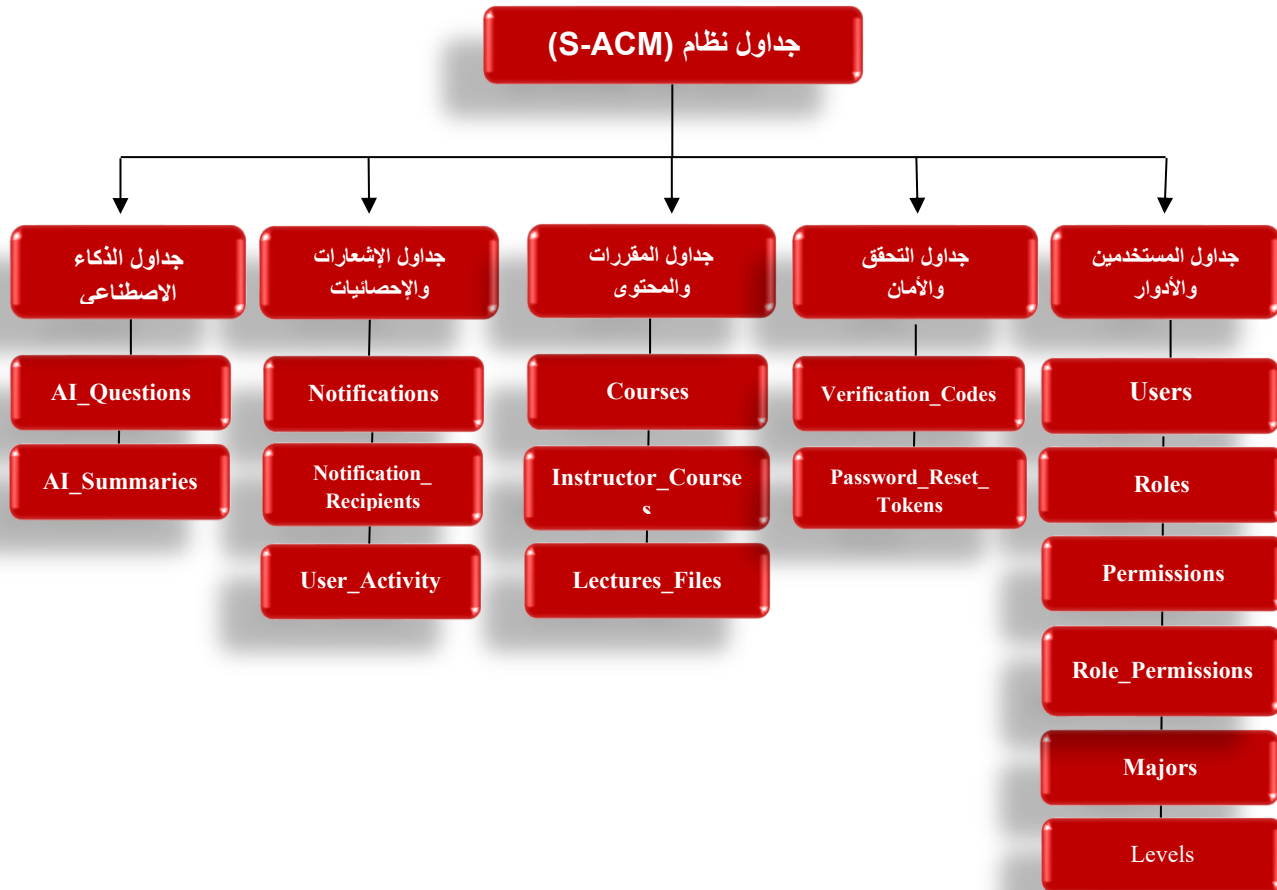 جداول نظام (S-ACM)
جداول المستخدمين
والأدوار
Users
Roles
Permissions
Role_Permissions
Majors
Levels
جداول التحقق
والأمان
Verification_Codes
Password_Reset_
Tokens
جداول المقررات
والمحتوى
Courses
Instructor_Course
s
Lectures_Files
جداول الإشعارات
والإحصائيات
Notifications
Notification_
Recipients
User_Activity
جداول الذكاء
الاصطناعي
AI_Questions
AI_Summaries